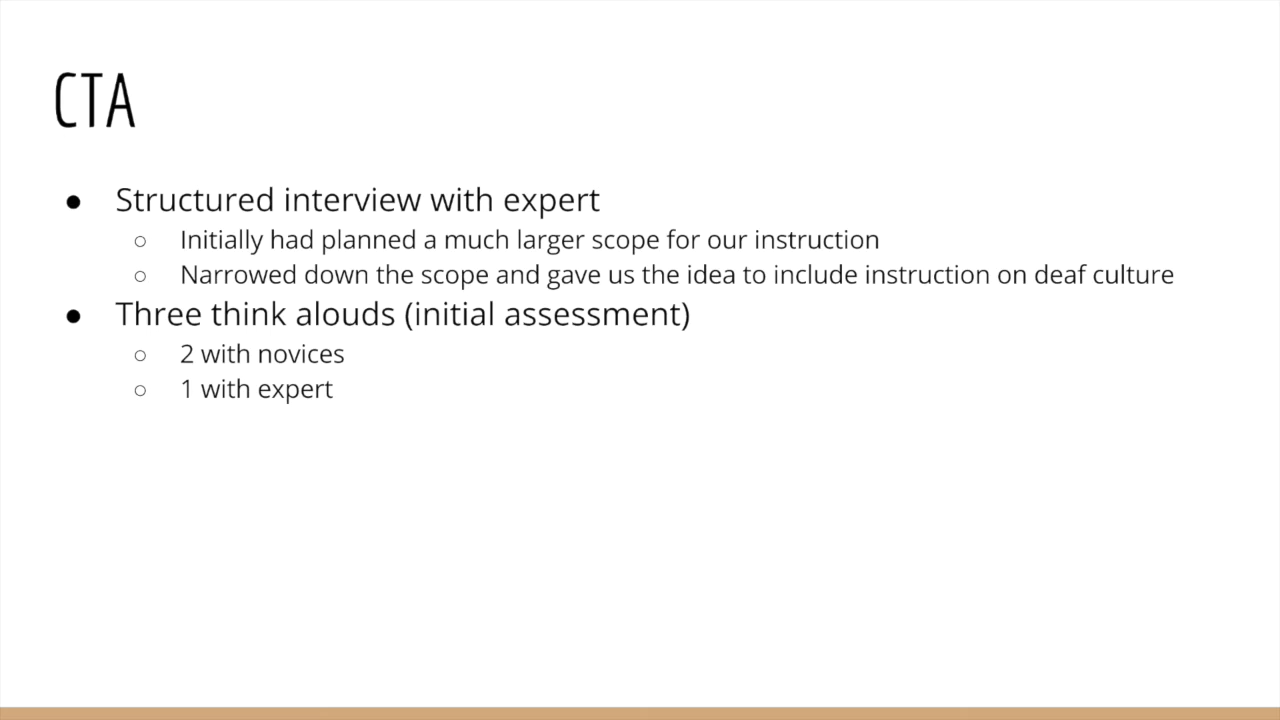 CTA
● Structured interview with expert
○ Initially had planned a much larger scope for our instruction
○ Narrowed down the scope and gave us the idea to include instruction on deaf culture
● Three think alouds (initial assessment)
○ 2 with novices
○ 1 with expert